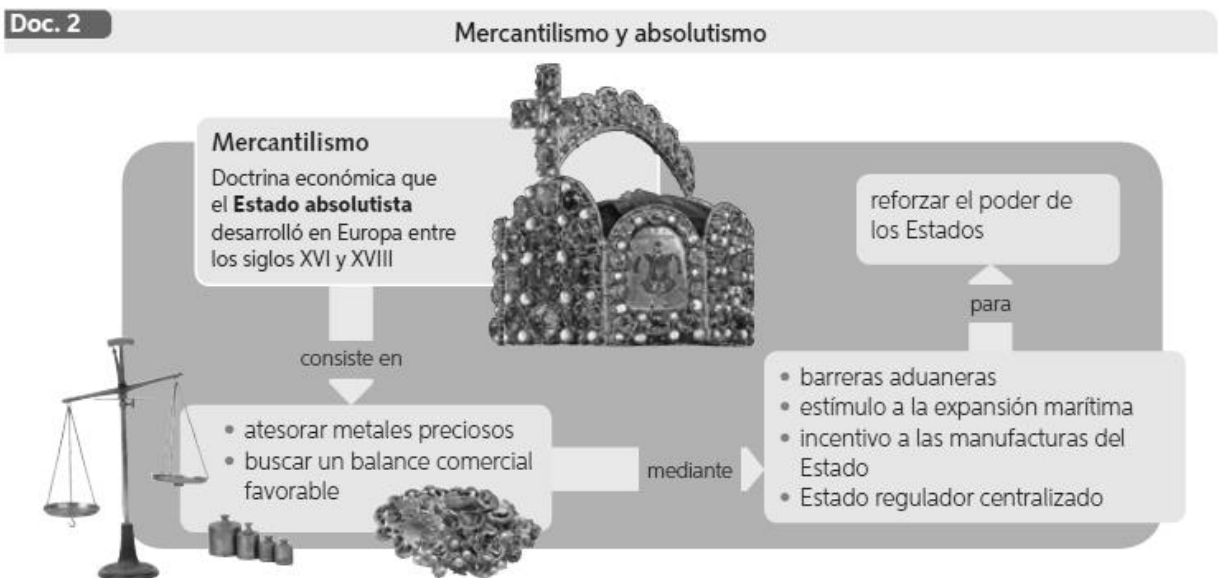 Doc. 2
Mercantilismo y absolutismo
Mercantilismo
Doctrina económica que
el Estado absolutista
desarrolló en Europa entre
los siglos XVI y XVIII
consiste en
• atesorar metales preciosos
• buscar un balance comercial
favorable
mediante
• barreras aduaneras
• estímulo a la expansión marítima
• incentivo a las manufacturas del
Estado
• Estado regulador centralizado
para
reforzar el poder de
los Estados